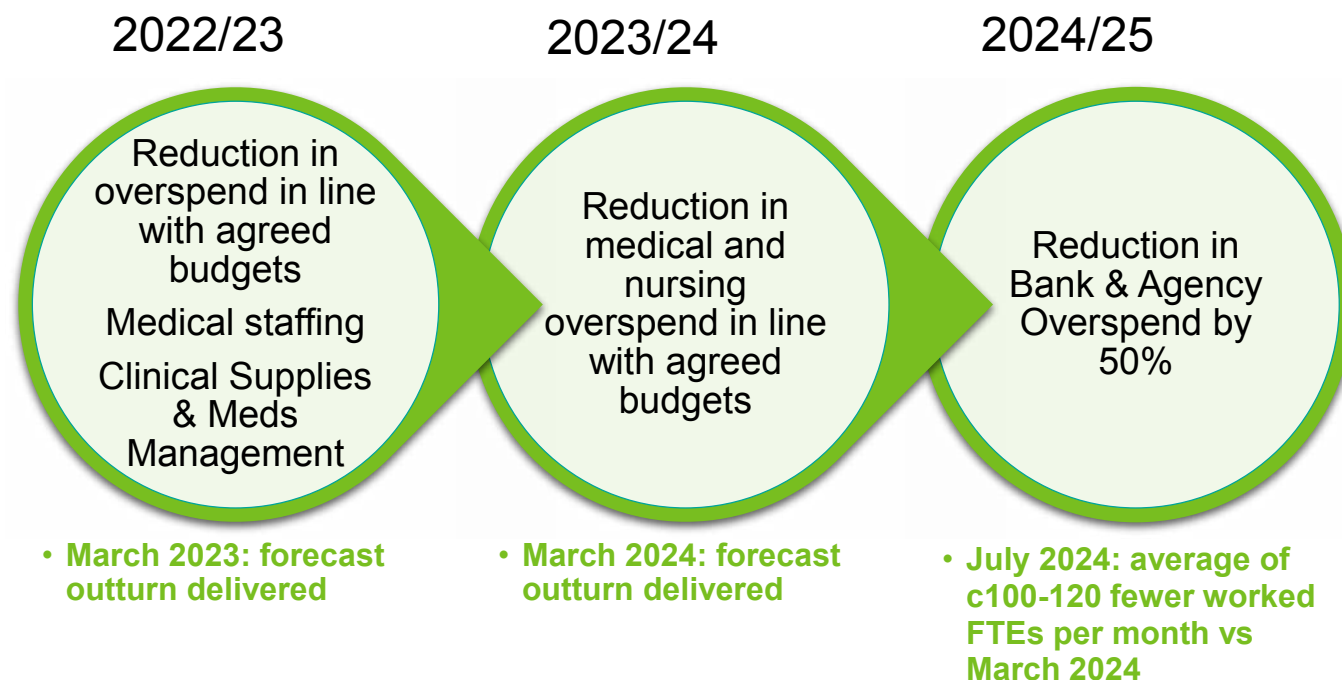 2022/23
Reduction in
overspend in line
with agreed
budgets
Medical staffing
Clinical Supplies
& Meds
Management
• March 2023: forecast
outturn delivered
2023/24
Reduction in
medical and
nursing
overspend in line
with agreed
budgets
• March 2024: forecast
outturn delivered
2024/25
Reduction in
Bank & Agency
Overspend by
50%
• July 2024: average of
c100-120 fewer worked
FTEs per month vs
March 2024